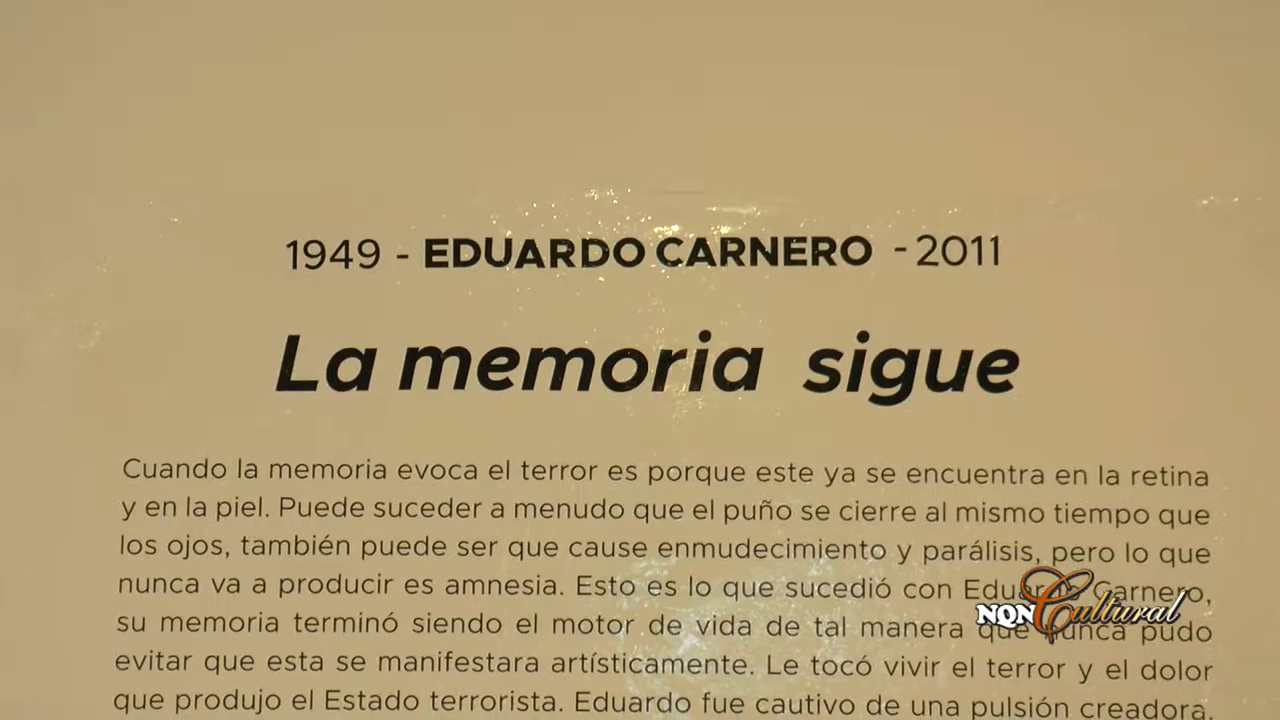 1949 - EDUARDO CARNERO - 2011
La memoria sigue
Cuando la memoria evoca el terror es porque este ya se encuentra en la retina
y en la piel. Puede suceder a menudo que el puño se cierre al mismo tiempo que
los ojos, también puede ser que cause enmudecimiento y parálisis, pero lo que
nunca va a producir es amnesia. Esto es lo que sucedió con Eduardo Carnero,
su memoria terminó siendo el motor de vida de tal manera que nunca pudo
evitar que esta se manifestara artísticamente. Le tocó vivir el terror y el dolor
que produjo el Estado terrorista. Eduardo fue cautivo de una pulsión creadora.
NQN Cultural